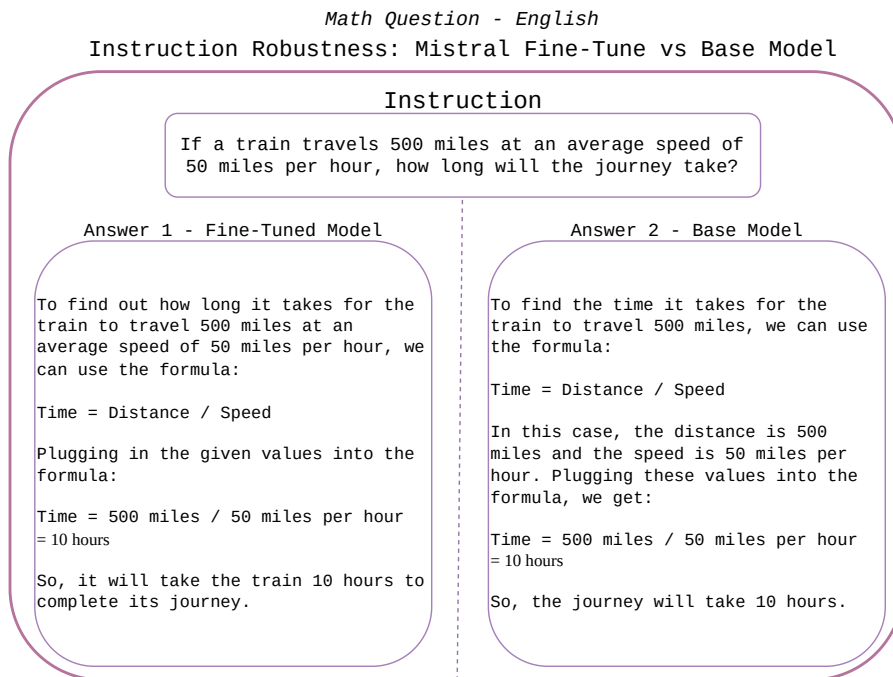 Math Question - English
Instruction Robustness: Mistral Fine-Tune vs Base Model
Instruction
If a train travels 500 miles at an average speed of
50 miles per hour, how long will the journey take?
Answer 1 - Fine-Tuned Model
To find out how long it takes for the
train to travel 500 miles at an
average speed of 50 miles per hour, we
can use the formula:
Time = Distance / Speed
Plugging in the given values into the
formula:
Time = 500 miles / 50 miles per hour
= 10 hours
So, it will take the train 10 hours to
complete its journey.
Answer 2 - Base Model
To find the time it takes for the
train to travel 500 miles, we can use
the formula:
Time = Distance / Speed
In this case, the distance is 500
miles and the speed is 50 miles per
hour. Plugging these values into the
formula, we get:
Time = 500 miles / 50 miles per hour
= 10 hours
So, the journey will take 10 hours.